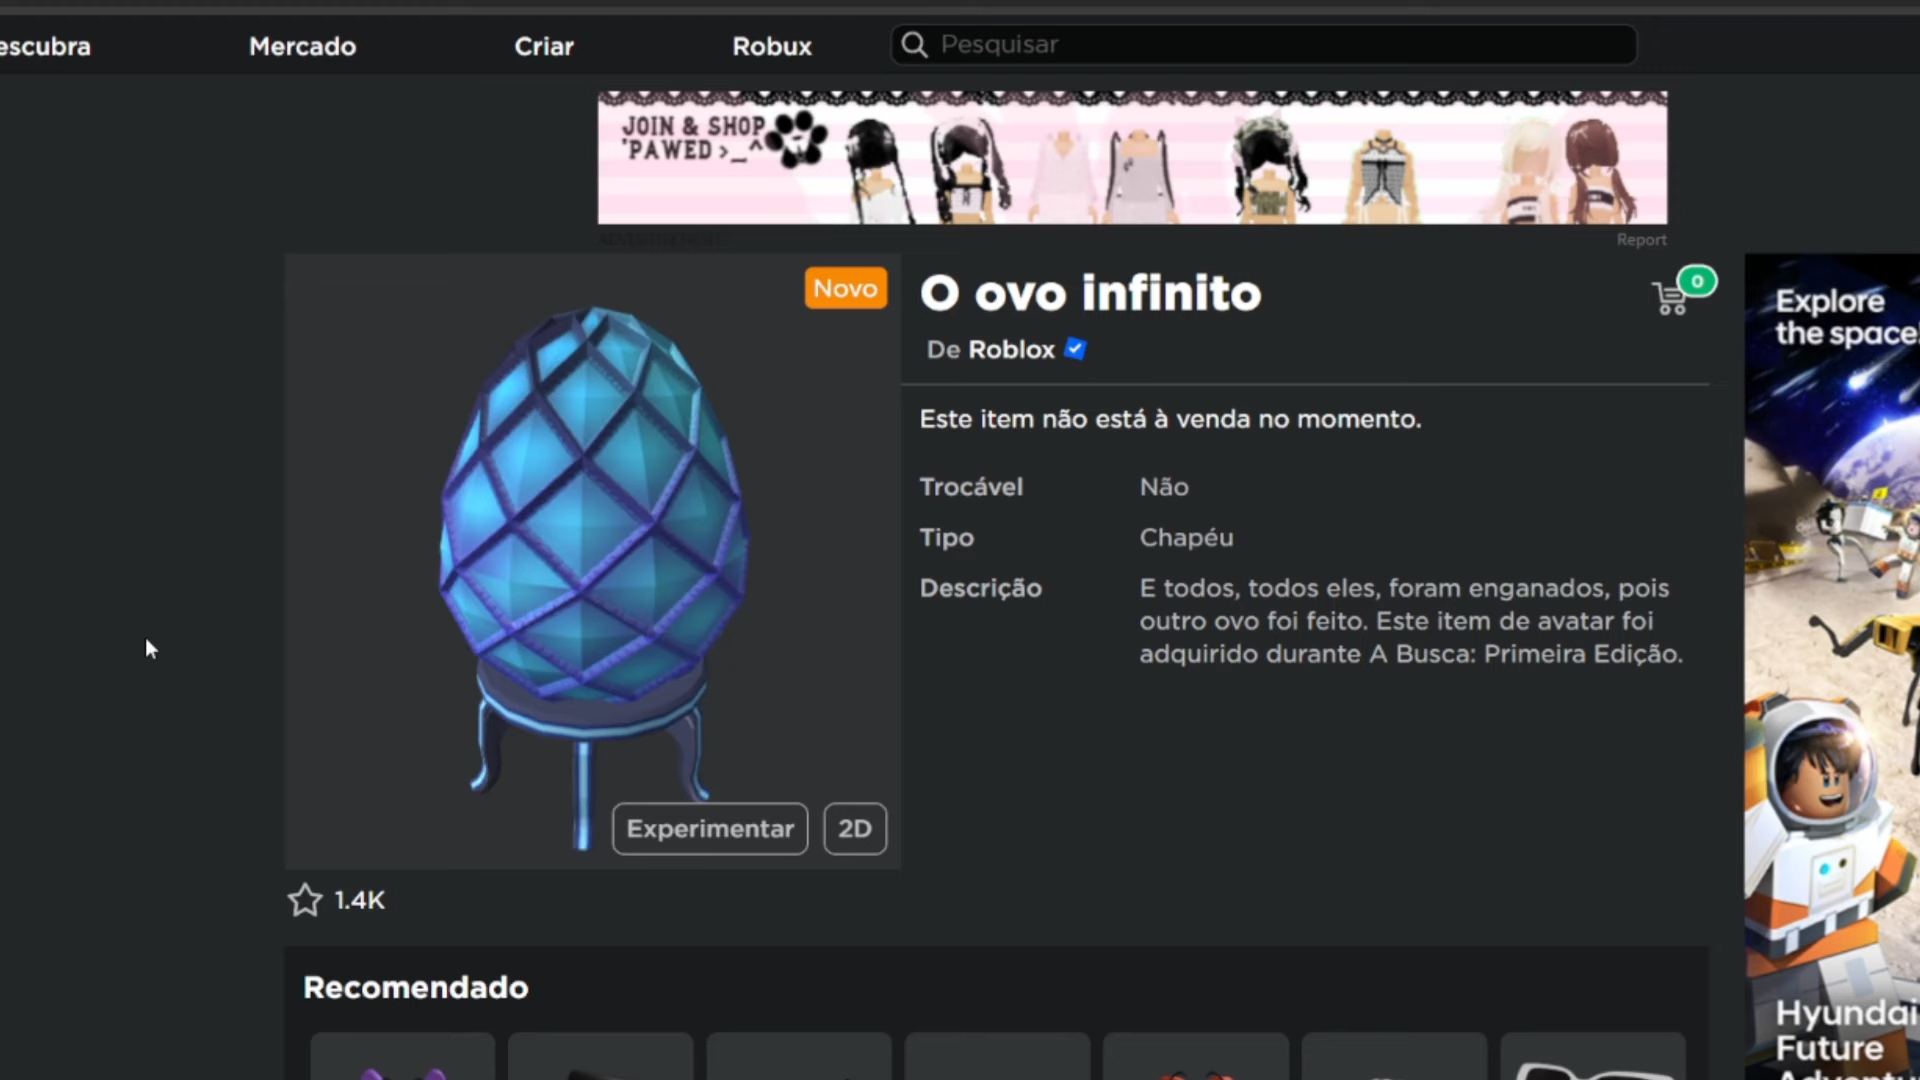 escubra
Mercado
Criar
Robux
Pesquisar
JOIN & SHOP
'PAWED >_^
ADVERTISEMENT
Report
Novo
O ovo infinito
0
De Roblox
Este item não está à venda no momento.
Trocável
Não
Tipo
Chapéu
Descrição
E todos, todos eles, foram enganados, pois
outro ovo foi feito. Este item de avatar foi
adquirido durante A Busca: Primeira Edição.
Experimentar
2D
1.4K
Recomendado
Explore
the space!
Hyundai
Future